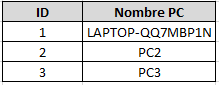 ID Nombre PC
1 LAPTOP-QQ7MBP1N
2 PC2
3 PC3